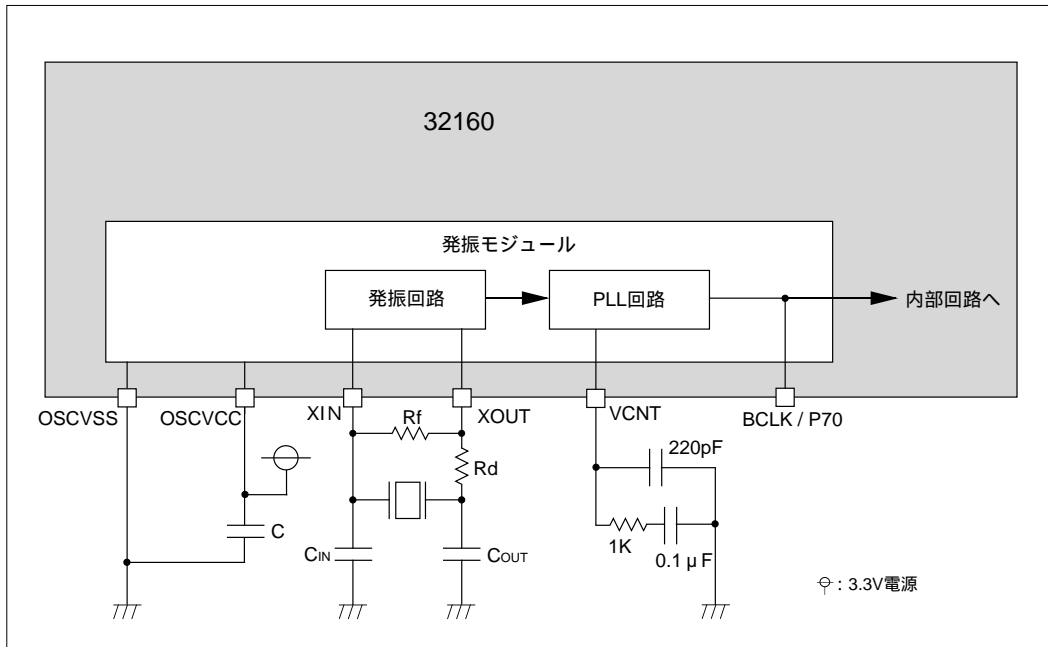 32160
発振モジュール
発振回路
PLL回路
内部回路へ
OSCVSS
OSCVCC
XIN
XOUT
VCNT
BCLK / P70
Rf
Rd
220pF
C
CIN
COUT
1K
0.1 μ F
: 3.3V電源